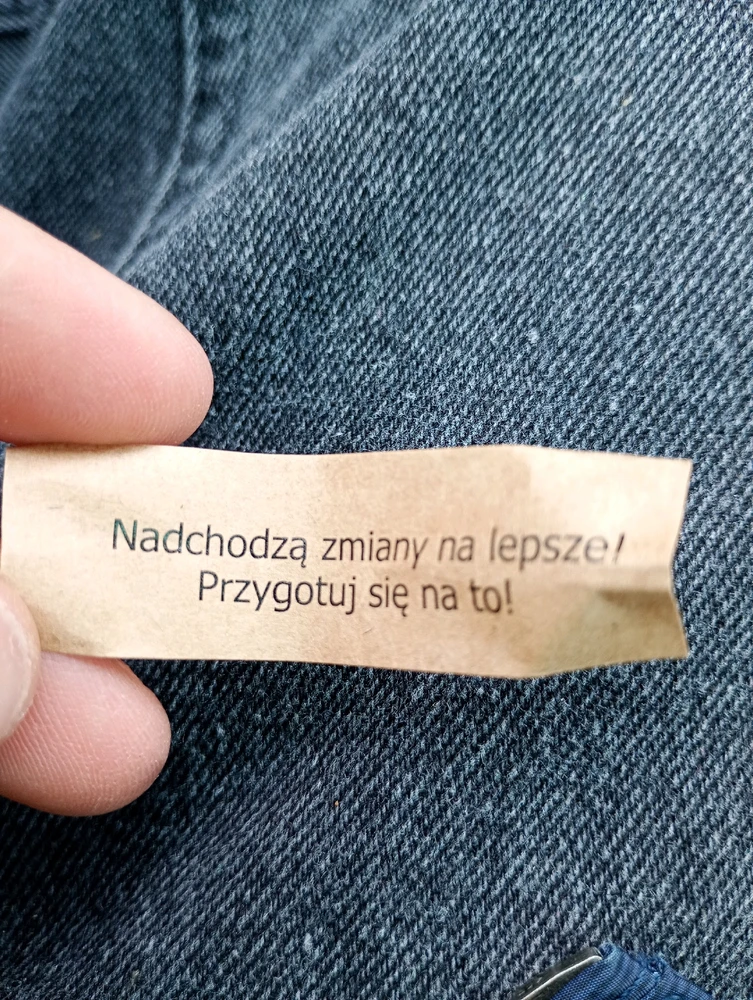 Nadchodzą zmiany na lepsze!
Przygotuj się na to!